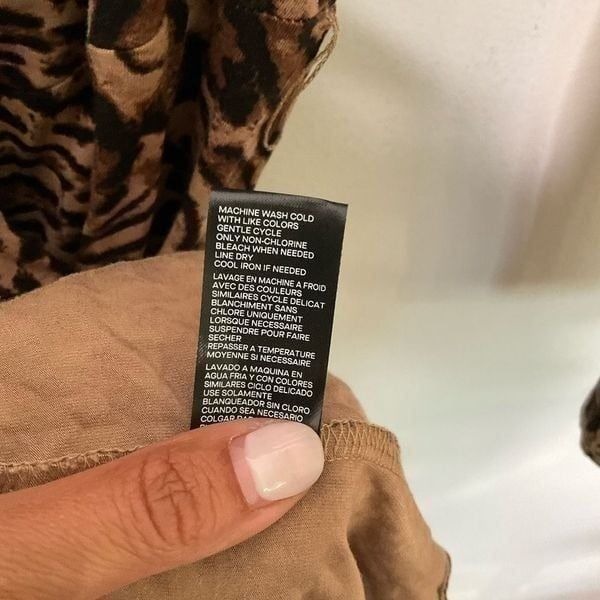 MACHINE WASH COLD
WITH LIKE COLORS
GENTLE CYCLE
ONLY NON-CHLORINE
BLEACH WHEN NEEDED
LINE DRY
COOL IRON IF NEEDED
LAVAGE EN MACHINE A FROID
AVEC DES COULEURS
SIMILAIRES CYCLE DELICAT
BLANCHIMENT SANS
CHLORE UNIQUEMENT
LORSQUE NECESSAIRE
SUSPENDRE POUR FAIRE
SECHER
REPASSER A TEMPERATURE
MOYENNE SI NECESSAIRE
LAVADO A MAQUINA EN
AGUA FRIA Y CON COLORES
SIMILARES CICLO DELICADO
USE SOLAMENTE
BLANQUEADOR SIN CLORO
CUANDO SEA NECESARIO
COLGAR